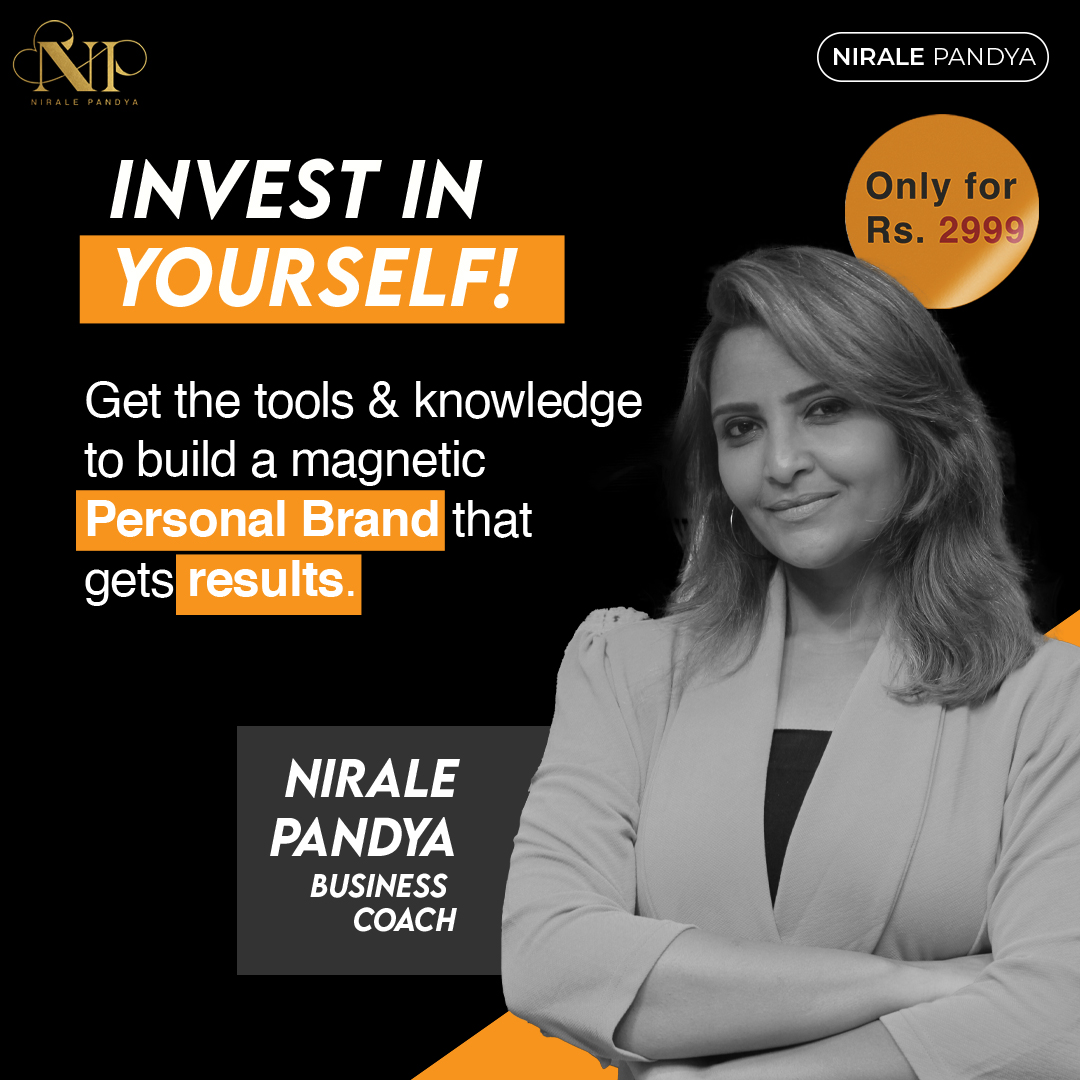 NP
NIRALE PANDYA
NIRALE PANDYA
Only for
Rs. 2999
INVEST IN
YOURSELF!
Get the tools & knowledge
to build a magnetic
Personal Brand that
gets results.
NIRALE
PANDYA
BUSINESS
COACH